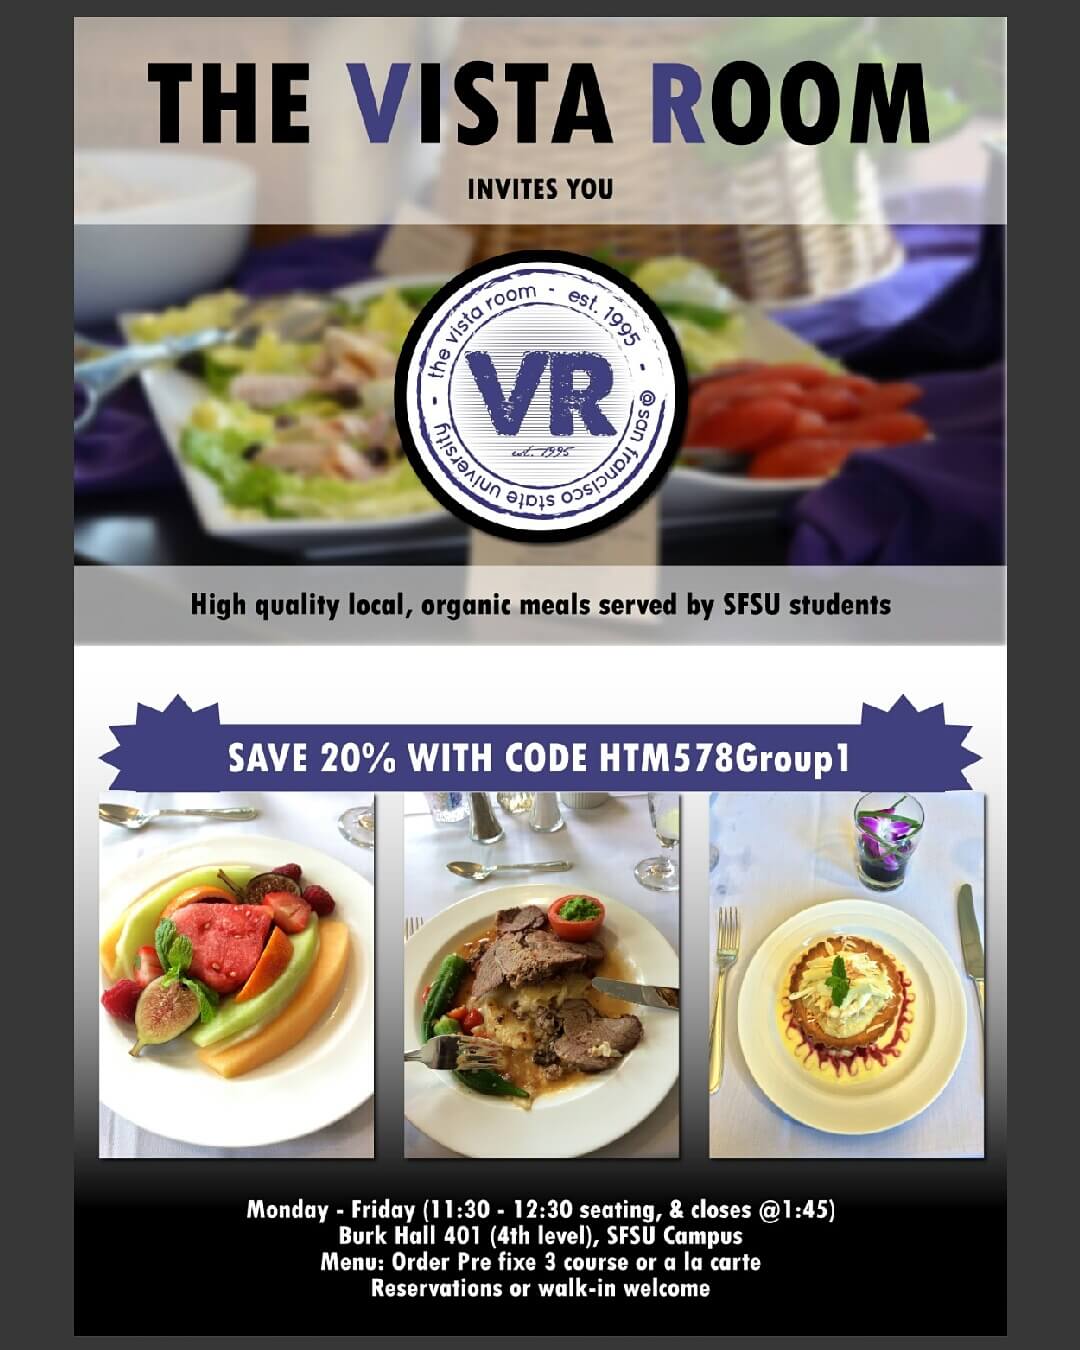 THE VISTA ROOM
INVITES YOU
the vista room - est. 1995 - @san francisco state university -
VR
est. 1995
High quality local, organic meals served by SFSU students
SAVE 20% WITH CODE HTM578Group1
Monday - Friday (11:30 - 12:30 seating, & closes @1:45)
Burk Hall 401 (4th level), SFSU Campus
Menu: Order Pre fixe 3 course or a la carte
Reservations or walk-in welcome